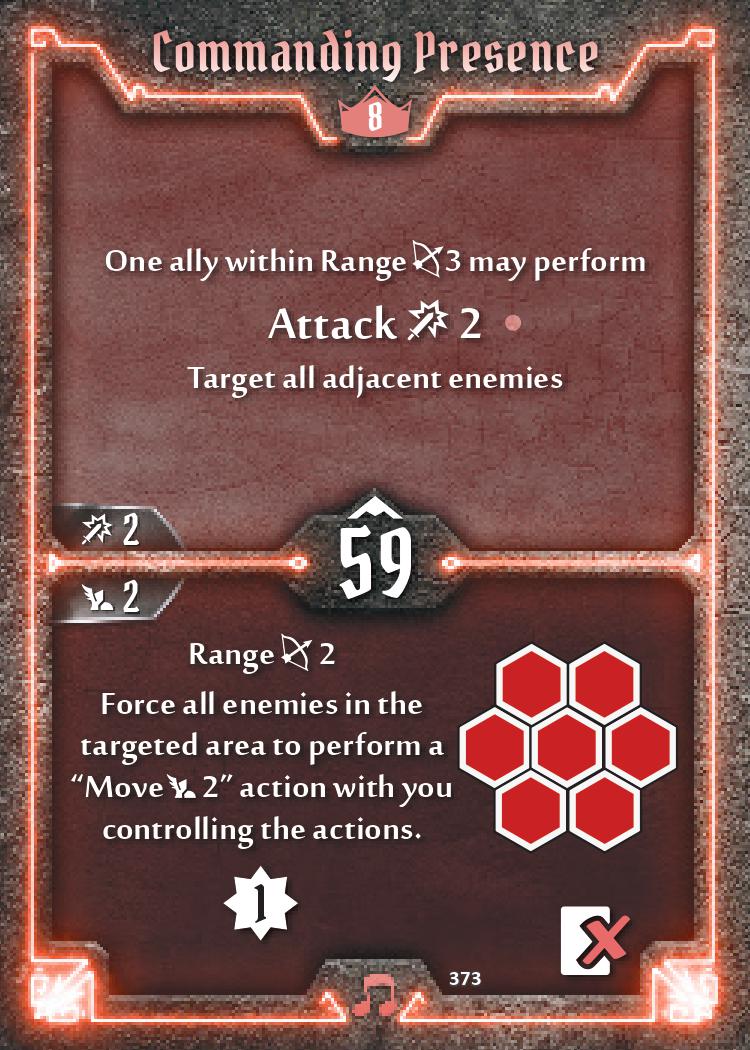 Commanding Presence
8
One ally within Range 3 may perform
Attack 2
Target all adjacent enemies
2
59
2
Range 2
Force all enemies in the
targeted area to perform a
“Move 2” action with you
controlling the actions.
1
373